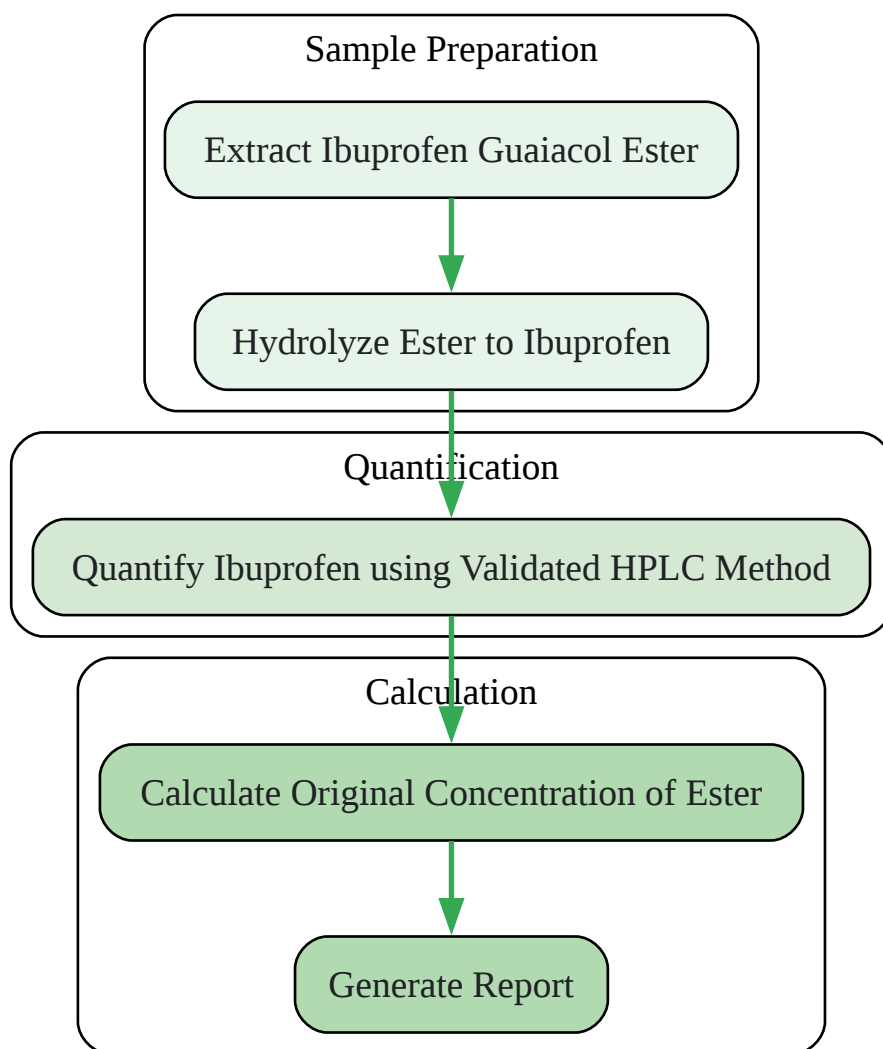 Sample Preparation
Extract Ibuprofen Guaiacol Ester
Hydrolyze Ester to Ibuprofen
Quantification
Quantify Ibuprofen using Validated HPLC Method
Calculation
Calculate Original Concentration of Ester
Generate Report